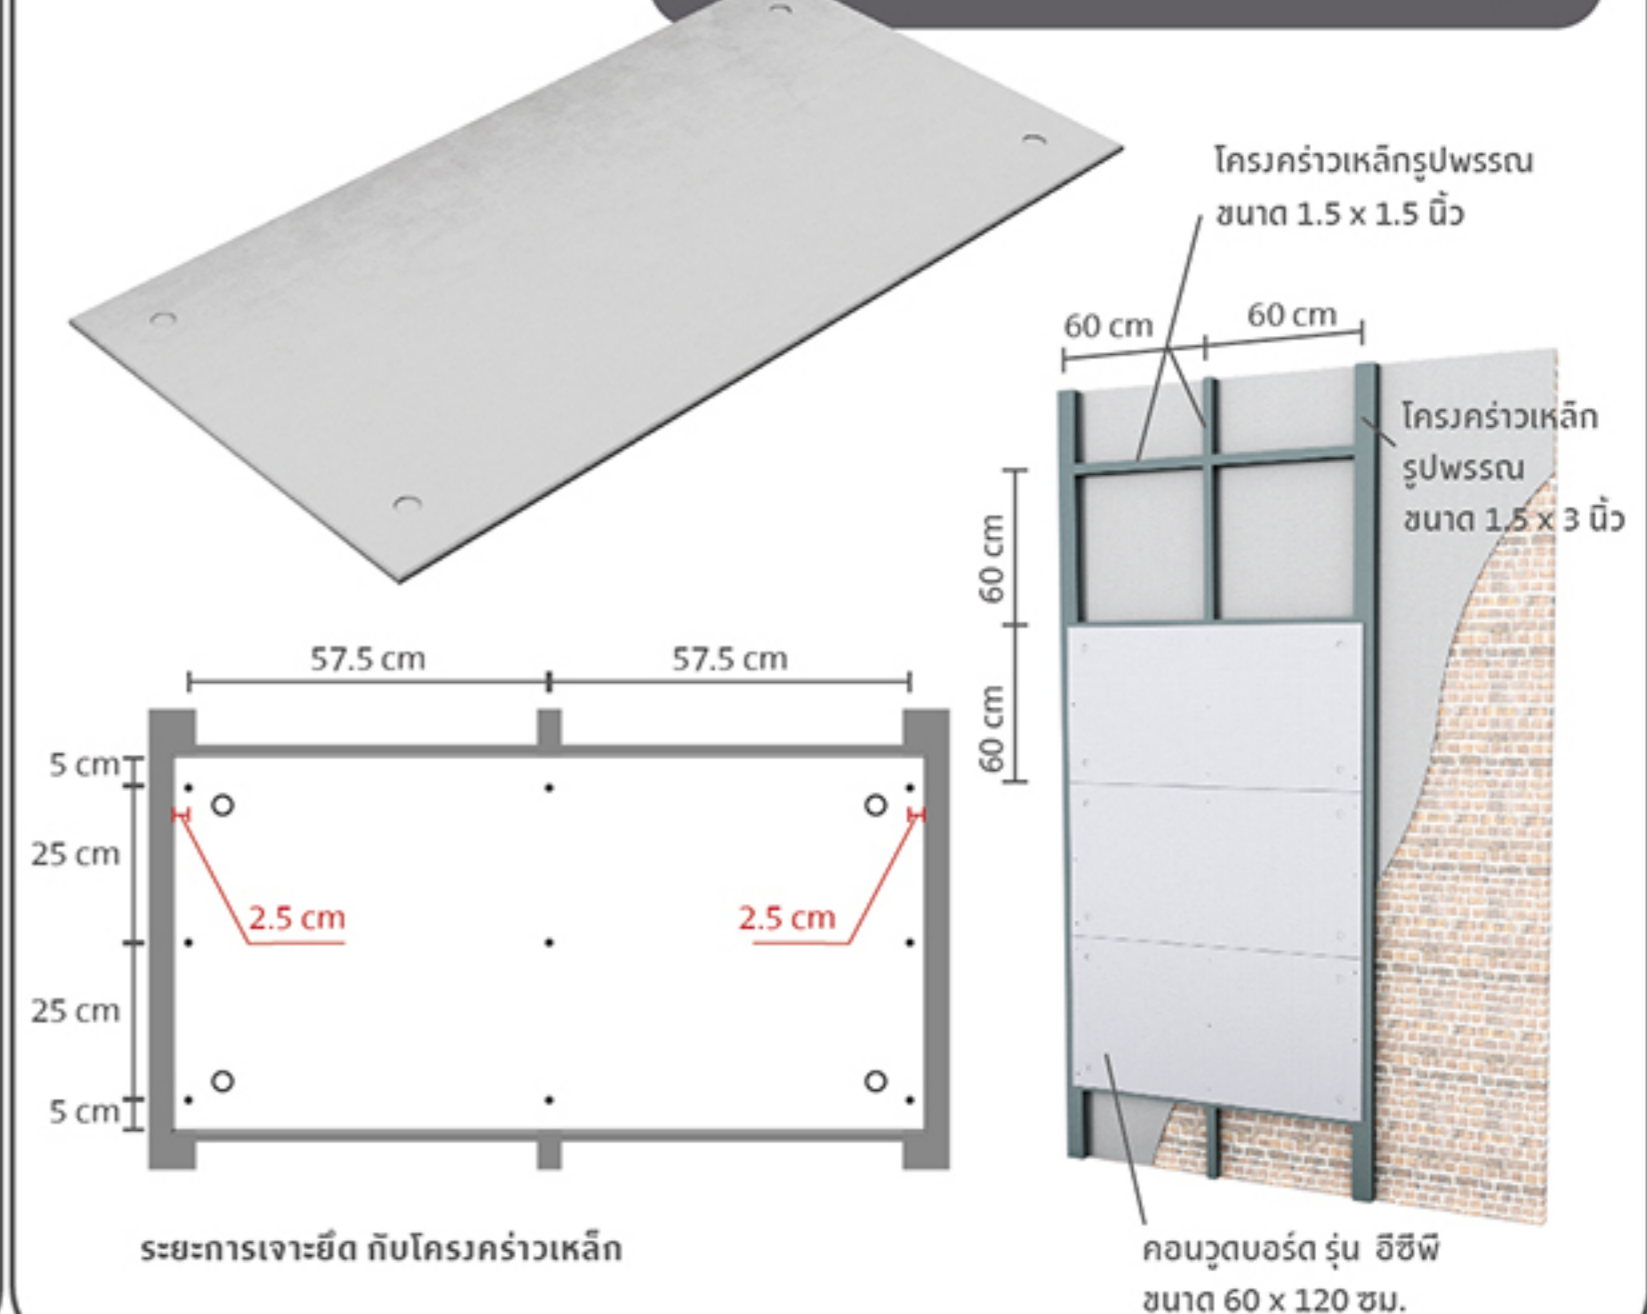 โครงคร่าวเหล็กรูปพรรณ
ขนาด 1.5 x 1.5 นิ้ว
60 cm
60 cm
โครงคร่าวเหล็ก
รูปพรรณ
ขนาด 1.5 x 3 นิ้ว
60 cm
60 cm
57.5 cm
57.5 cm
5 cm
25 cm
2.5 cm
2.5 cm
25 cm
5 cm
ระยะการเจาะยึด กับโครงคร่าวเหล็ก
คอนวูดบอร์ด รุ่น อีซีพี
ขนาด 60 x 120 ซม.